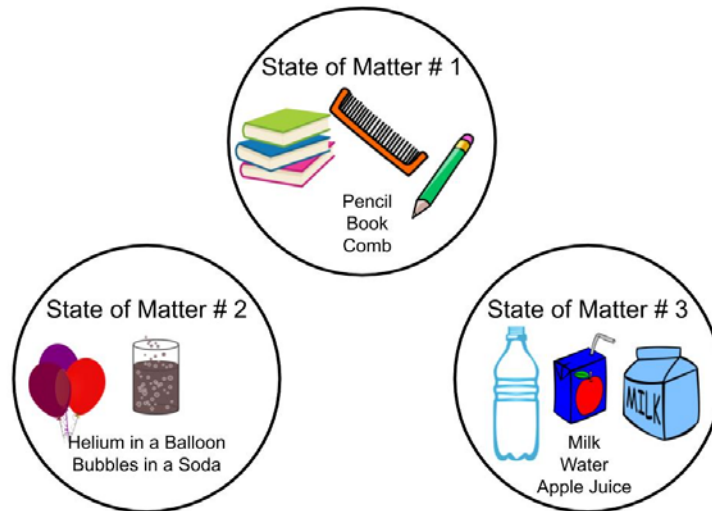 State of Matter # 1
Pencil
Book
Comb
State of Matter # 2
Helium in a Balloon
Bubbles in a Soda
State of Matter # 3
MILK
Milk
Water
Apple Juice